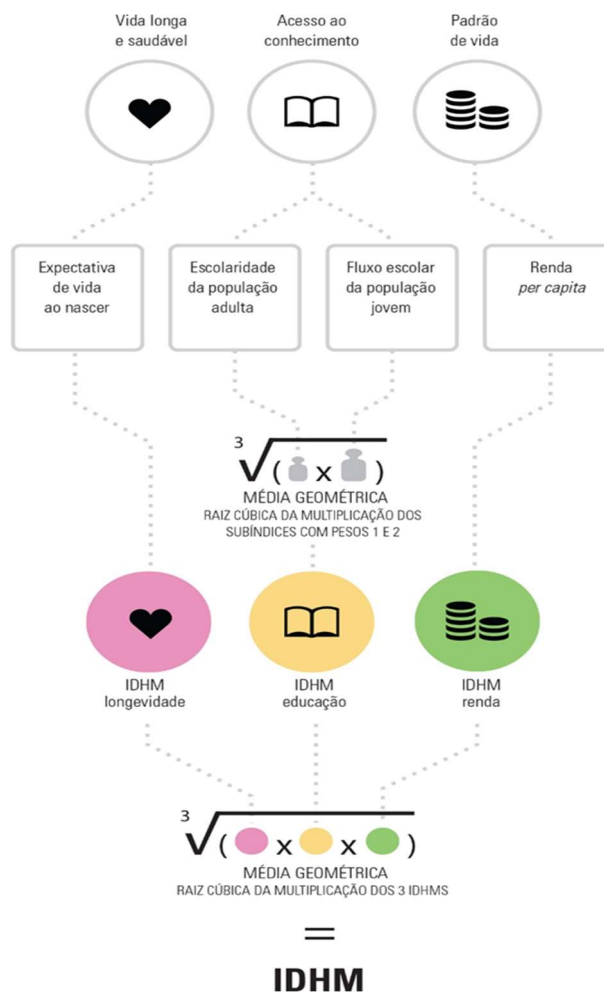 Vida longa
e saudável
Acesso ao
conhecimento
Padrão
de vida
Expectativa
de vida
ao nascer
Escolaridade
da população
adulta
Fluxo escolar
da população
jovem
Renda
per capita
3
√( x )
MÉDIA GEOMÉTRICA
RAIZ CÚBICA DA MULTIPLICAÇÃO DOS
SUBÍNDICES COM PESOS 1 E 2
IDHM
longevidade
IDHM
educação
IDHM
renda
3
√( x x )
MÉDIA GEOMÉTRICA
RAIZ CÚBICA DA MULTIPLICAÇÃO DOS 3 IDHMS
=
IDHM